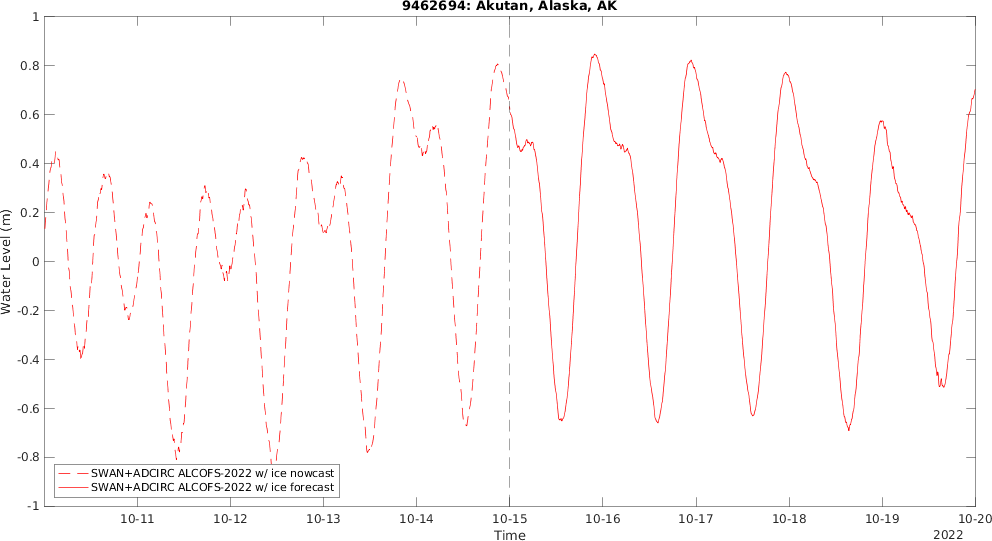 9462694: Akutan, Alaska, AK
Water Level (m)
1
0.8
0.6
0.4
0.2
0
-0.2
-0.4
-0.6
-0.8
-1
SWAN+ADCIRC ALCOFS-2022 w/ ice nowcast
SWAN+ADCIRC ALCOFS-2022 w/ ice forecast
10-11 10-12 10-13 10-14 10-15 10-16 10-17 10-18 10-19 10-20
Time
2022